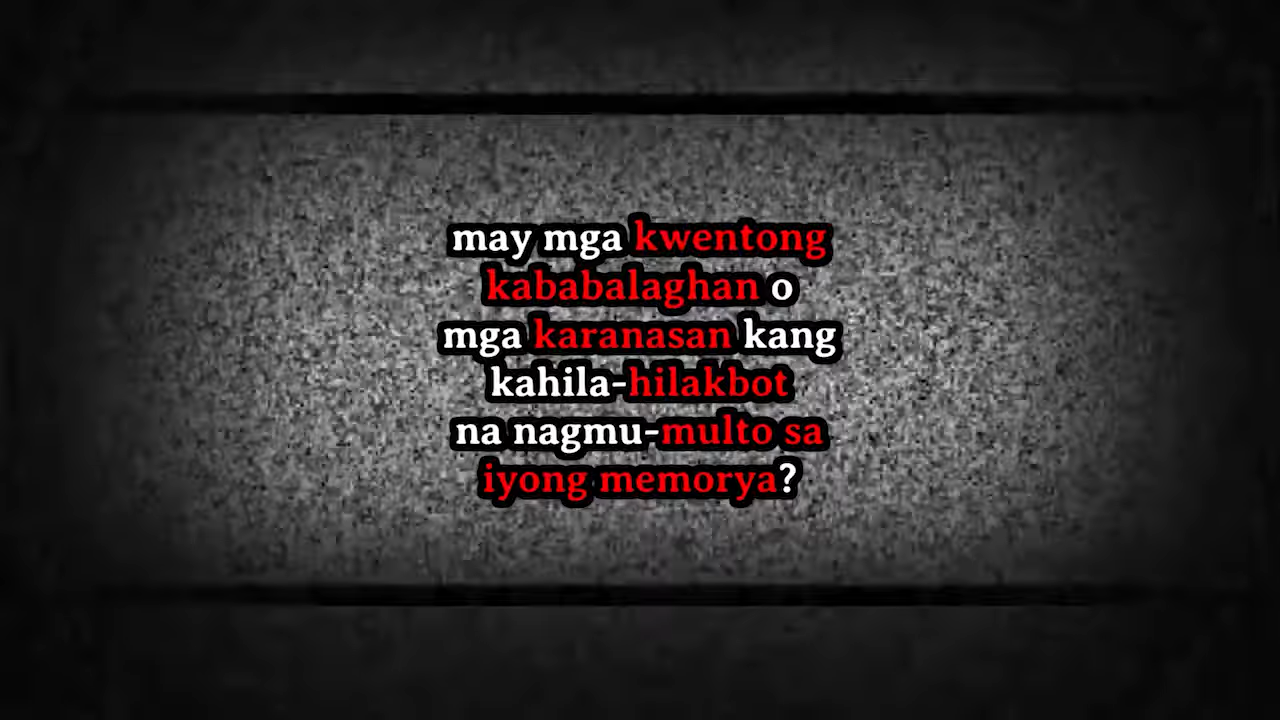 may mga kwentong
kababalaghan o
mga karanasan kang
kahila-hilakbot
na nagmu-multo sa
iyong memorya?